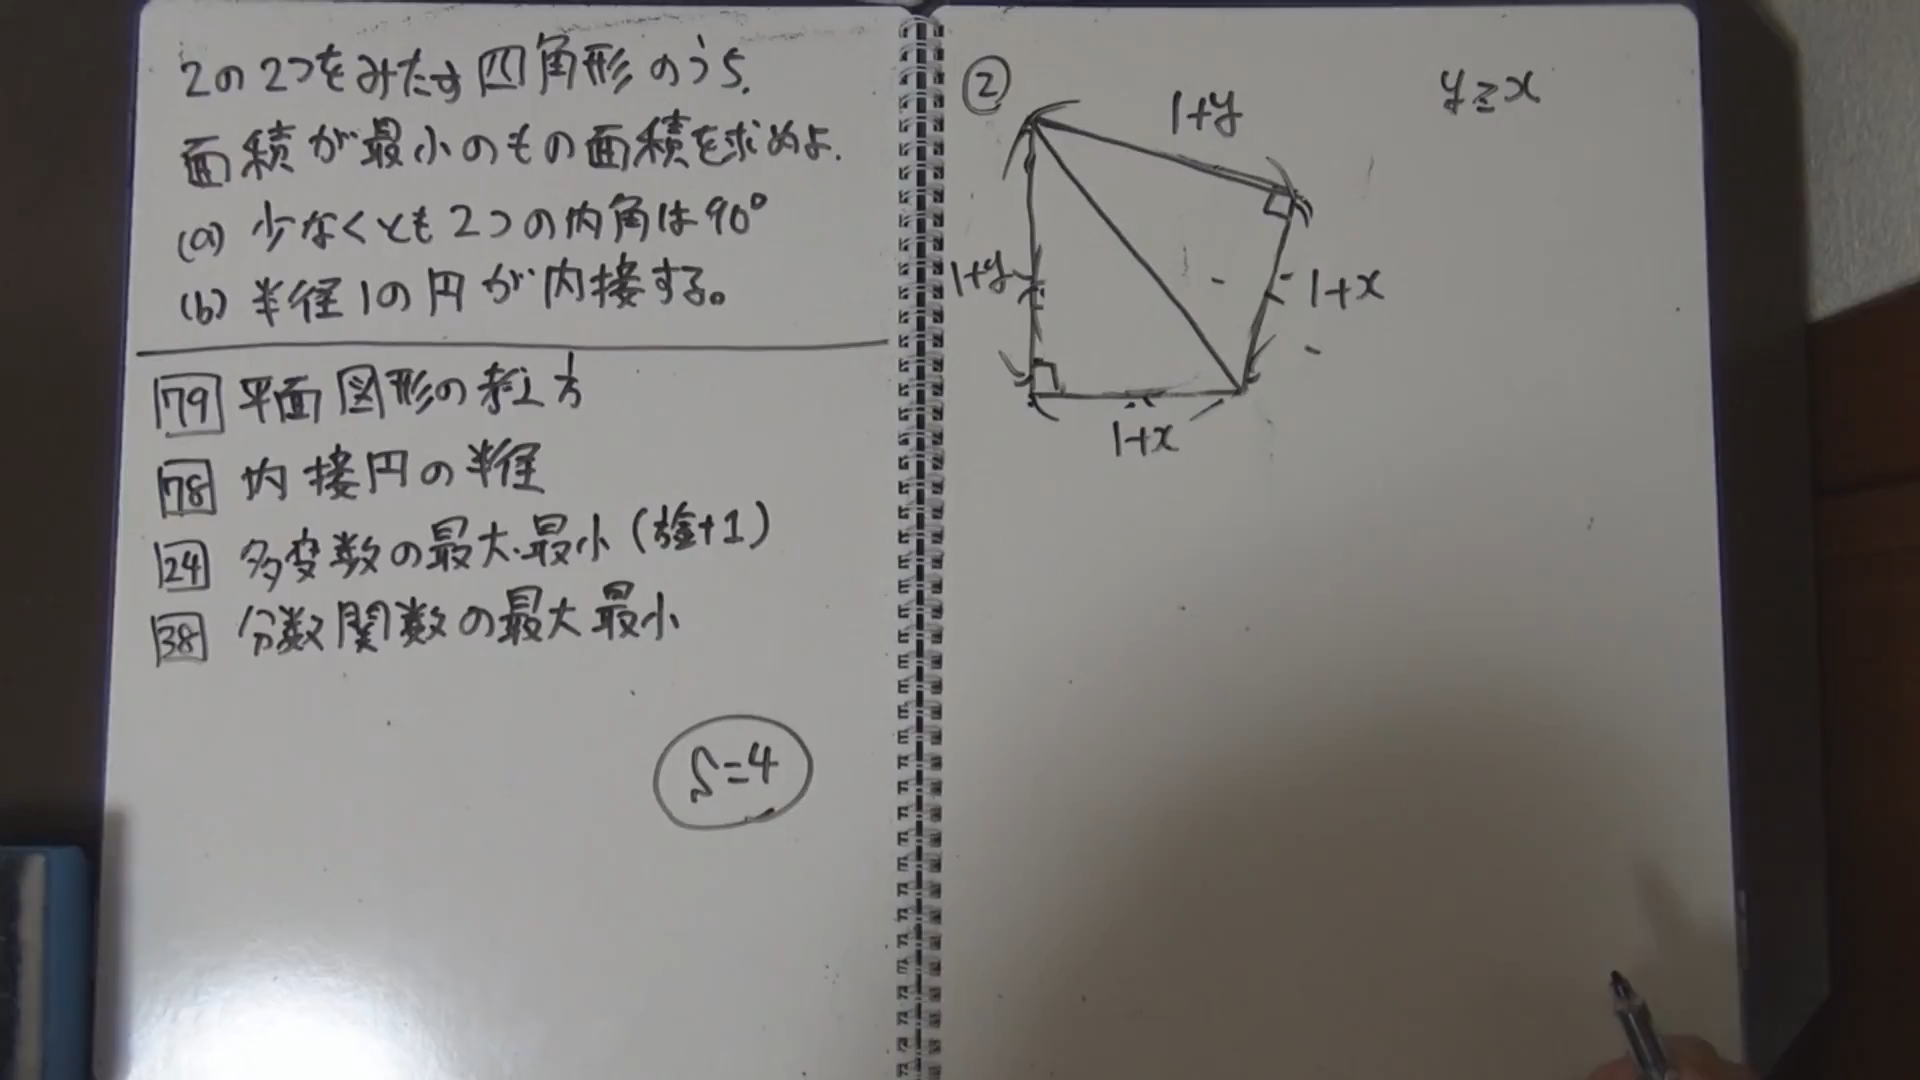 2の2つをみたす四角形のうち、
面積が最小のもの面積を求めよ.
(a) 少なくとも2つの内角は90°
(b) 半径1の円が内接する。
79 平面図形の粒方
78 内接円の半径
24 多変数の最大.最小(+1)
38 分数関数の最大最小
S=4
② y≧x
1+y
1+y
1+x
1+x